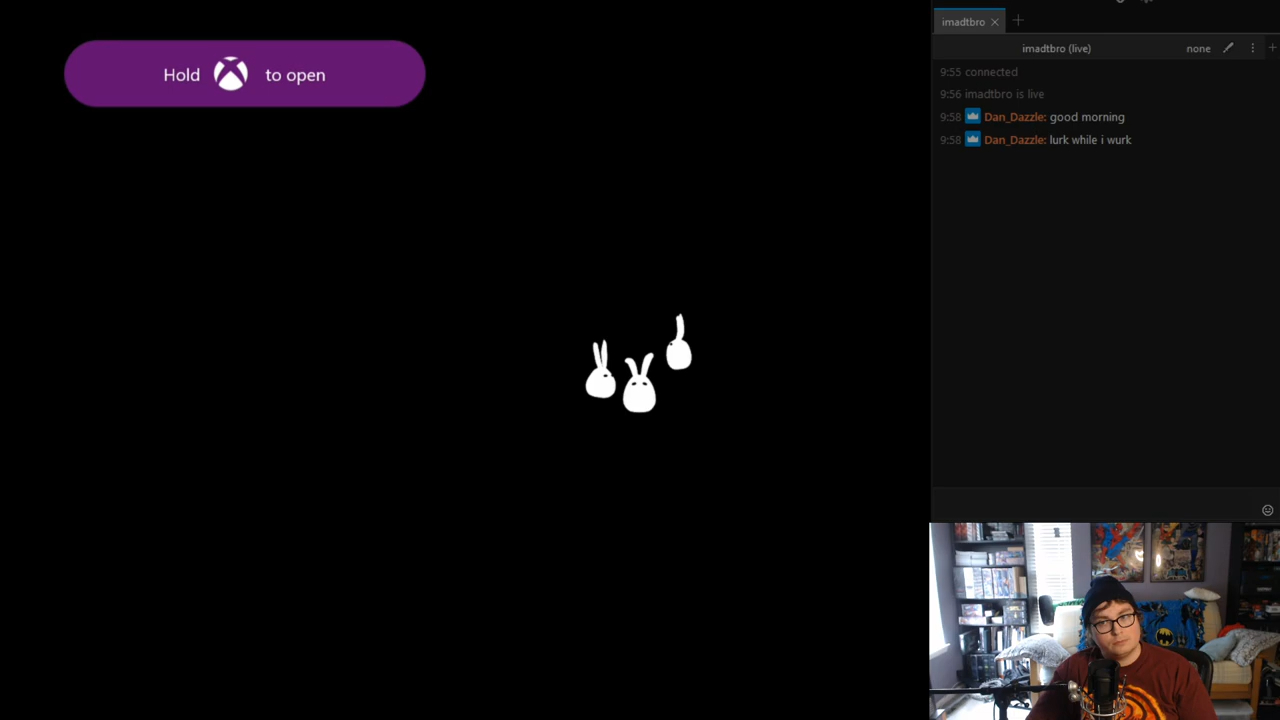 Hold to open
imadtbro
imadtbro (live)
none
9:55 connected
9:56 imadtbro is live
9:58 Dan_Dazzle: good morning
9:58 Dan_Dazzle: lurk while i wurk